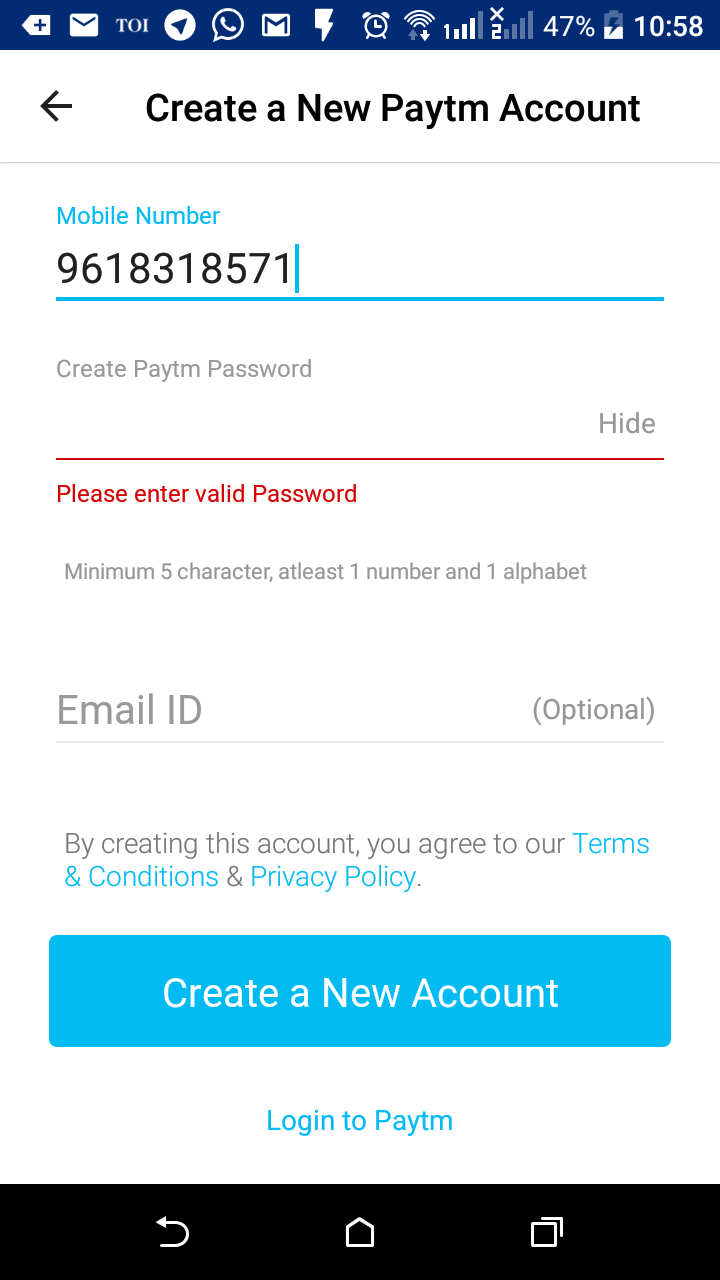 TOI 2 47% 10:58
Create a New Paytm Account
Mobile Number
9618318571
Create Paytm Password
Hide
Please enter valid Password
Minimum 5 character, atleast 1 number and 1 alphabet
Email ID (Optional)
By creating this account, you agree to our Terms
& Conditions & Privacy Policy.
Create a New Account
Login to Paytm